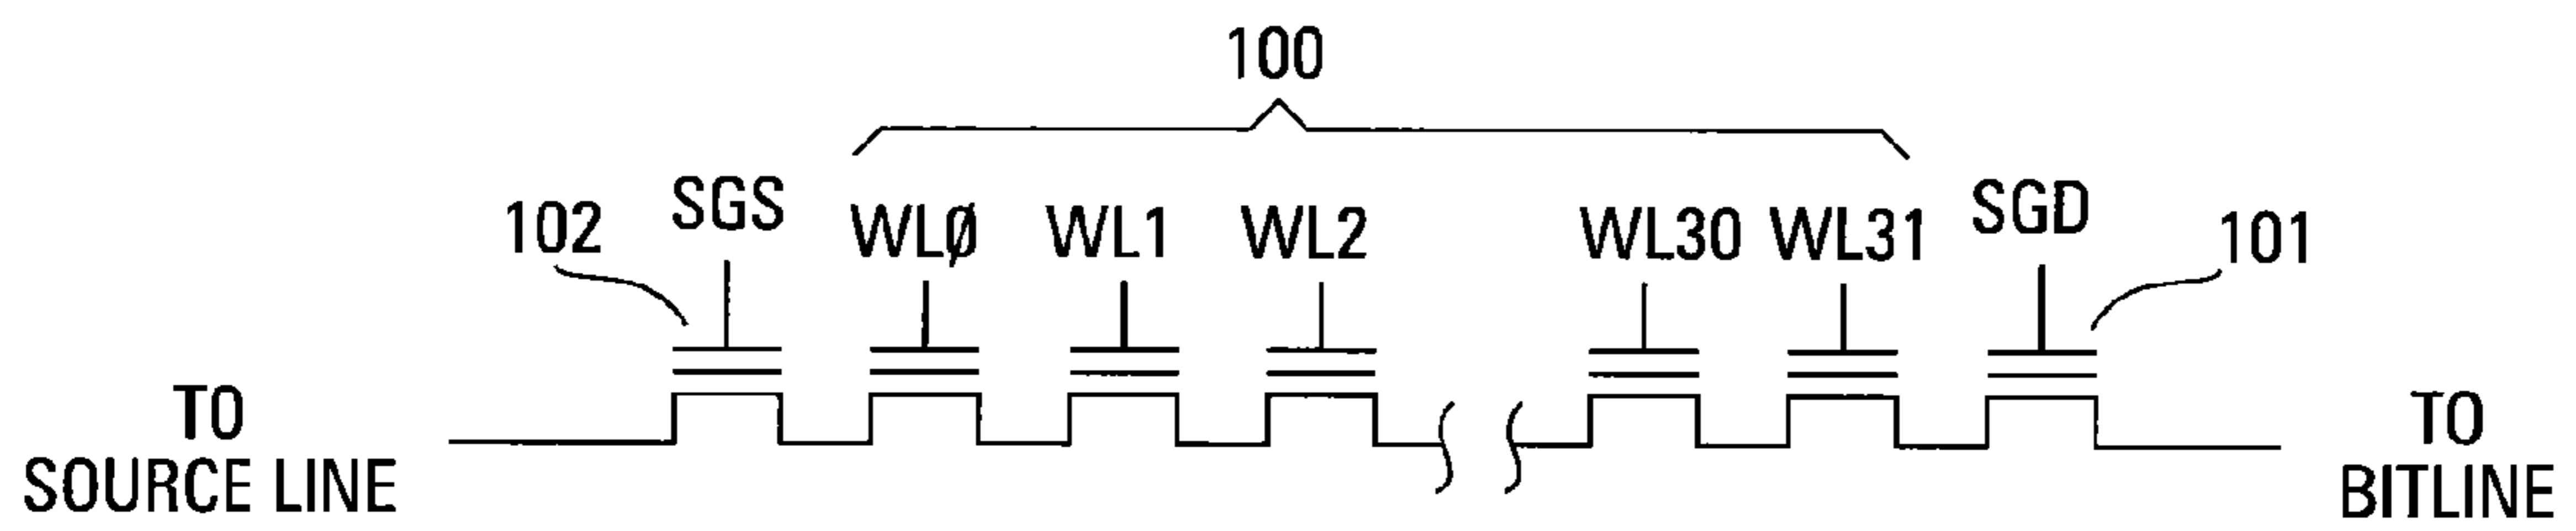 100
102 SGS WLØ WL1 WL2 WL30 WL31 SGD 101
TO
SOURCE LINE
TO
BITLINE